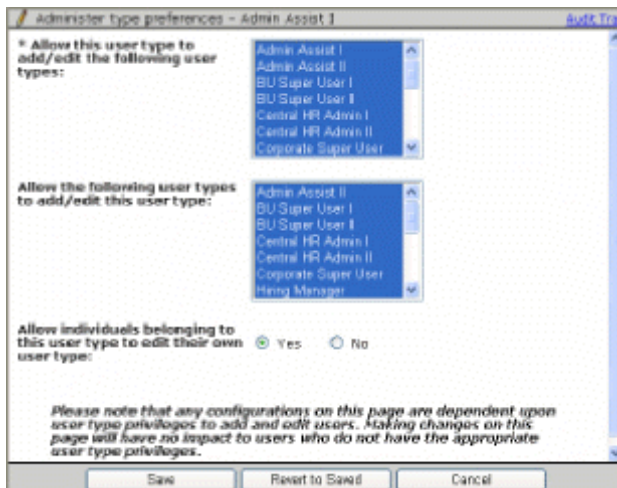 Administer type preferences - Admin Assist I
Audit Tra
* Allow this user type to
add/edit the following user
types:
Admin Assist I
Admin Assist II
BU Super User I
BU Super User II
Central HR Admin I
Central HR Admin II
Corporate Super User
Allow the following user types
to add/edit this user type:
Admin Assist II
BU Super User I
BU Super User II
Central HR Admin I
Central HR Admin II
Corporate Super User
Hiring Manager
Allow individuals belonging to
this user type to edit their own
user type:
Yes No
Please note that any configurations on this page are dependent upon
user type privileges to add and edit users. Making changes on this
page will have no impact to users who do not have the appropriate
user type privileges.
Save Revert to Saved Cancel